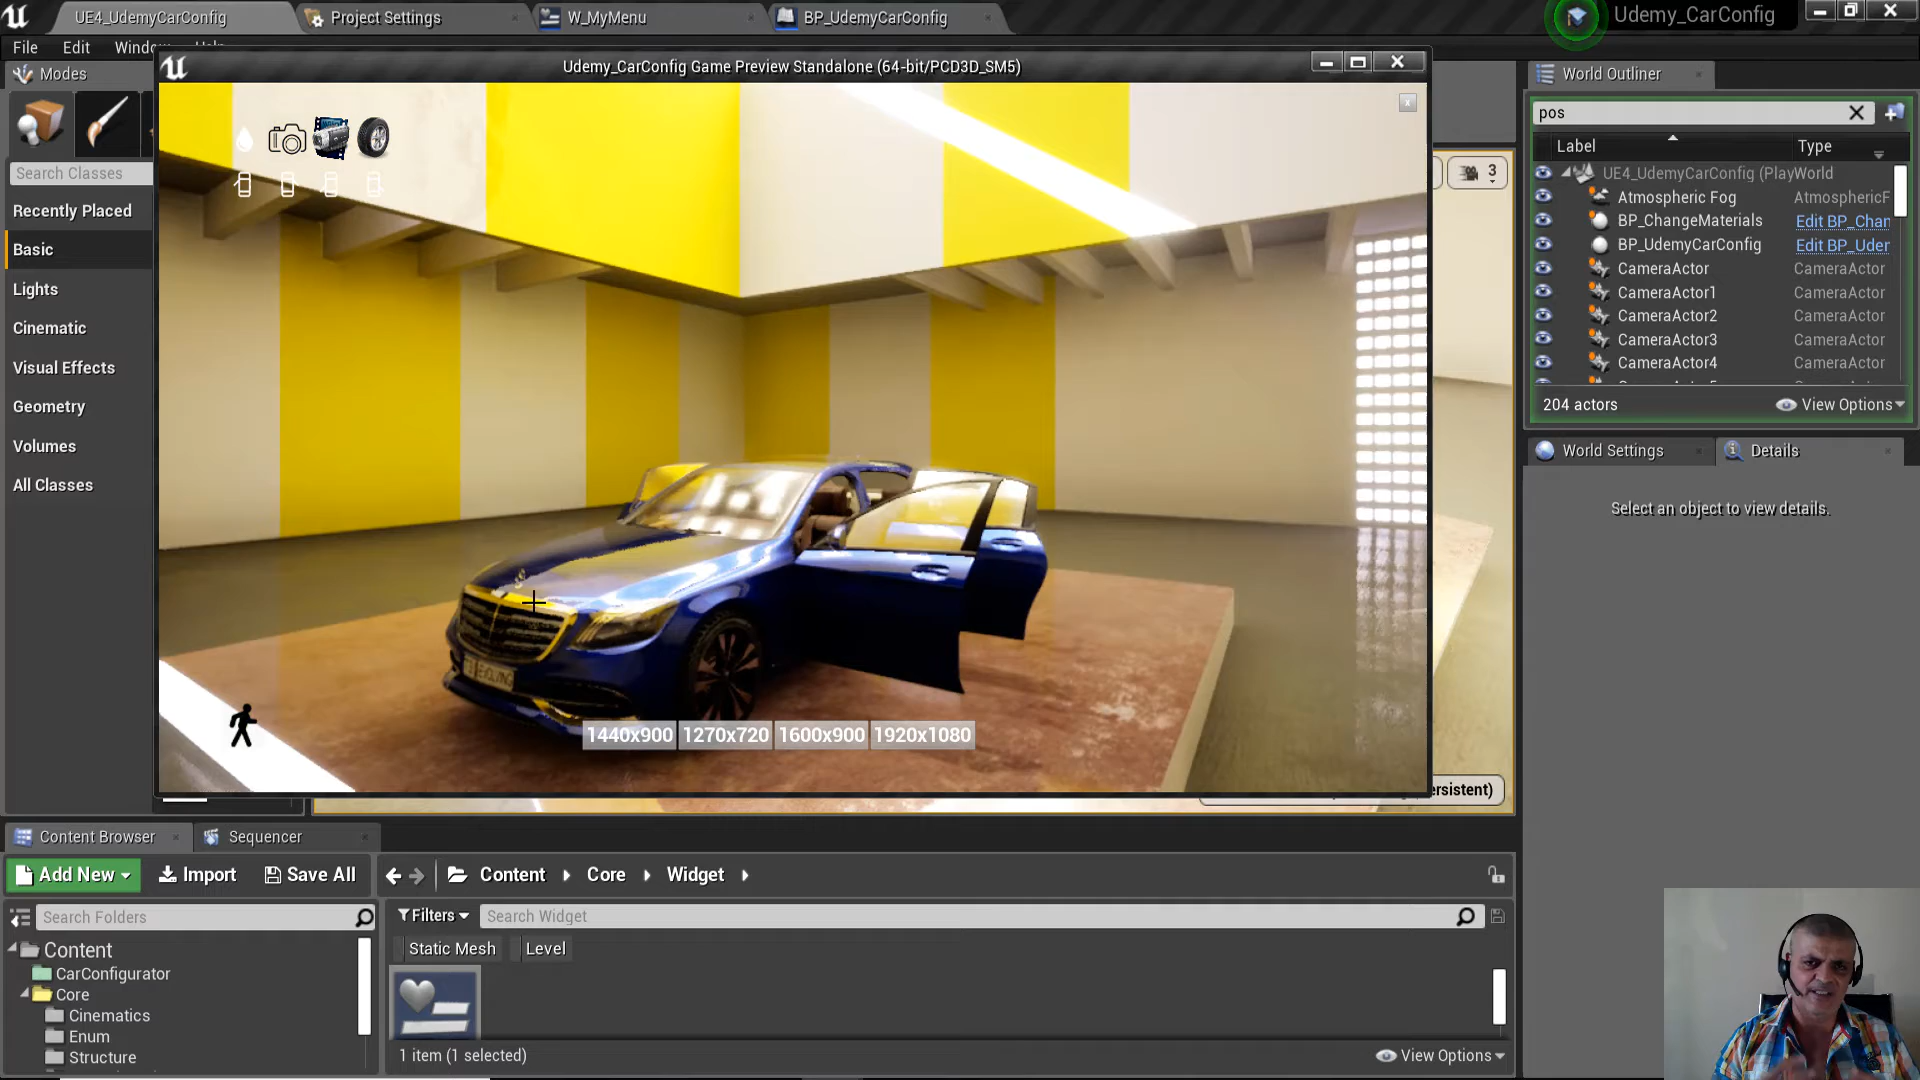 UE4_UdemyCarConfig
Project Settings
W_MyMenu
BP_UdemyCarConfig
Udemy_CarConfig
File
Edit
Modes
Udemy_CarConfig Game Preview Standalone (64-bit/PCD3D_SM5)
World Outliner
pos
Search Classes
Recently Placed
Basic
Lights
Cinematic
Visual Effects
Geometry
Volumes
All Classes
3
Label
Type
UE4_UdemyCarConfig (PlayWorld
Atmospheric Fog
AtmosphericF
BP_ChangeMaterials
Edit BP_Chan
BP_UdemyCarConfig
Edit BP_Uder
CameraActor
CameraActor
CameraActor1
CameraActor
CameraActor2
CameraActor
CameraActor3
CameraActor
CameraActor4
CameraActor
204 actors
View Options
World Settings
Details
Select an object to view details.
1440x900
1270x720
1600x900
1920x1080
ersistent)
Content Browser
Sequencer
Add New
Import
Save All
Content
Core
Widget
Search Folders
Filters
Search Widget
Static Mesh
Level
Content
CarConfigurator
Core
Cinematics
Enum
Structure
1 item (1 selected)
View Options